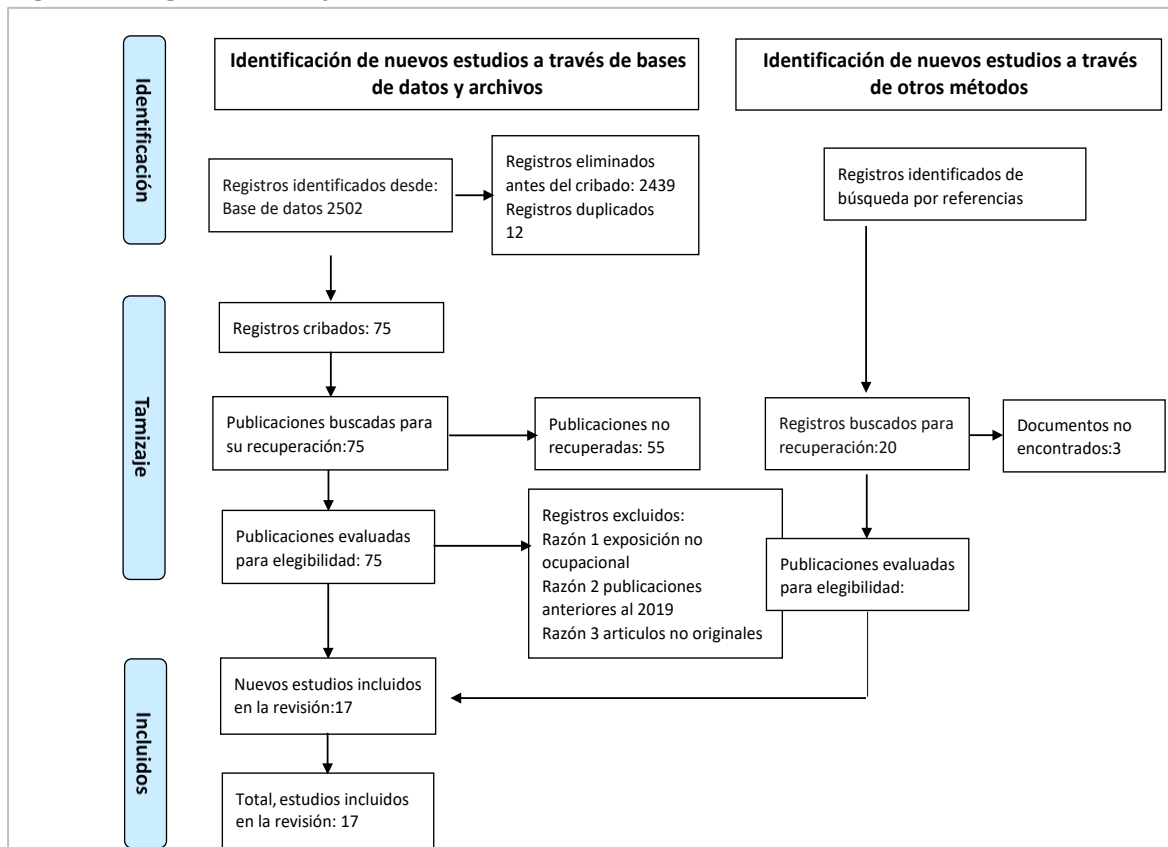 Identificación
Identificación de nuevos estudios a través de bases
de datos y archivos
Identificación de nuevos estudios a través
de otros métodos
Registros identificados desde:
Base de datos 2502
Registros eliminados
antes del cribado: 2439
Registros duplicados
12
Registros identificados de
búsqueda por referencias
Tamizaje
Registros cribados: 75
Publicaciones buscadas para
su recuperación:75
Publicaciones no
recuperadas: 55
Registros buscados para
recuperación:20
Documentos no
encontrados:3
Publicaciones evaluadas
para elegibilidad: 75
Registros excluidos:
Razón 1 exposición no
ocupacional
Razón 2 publicaciones
anteriores al 2019
Razón 3 articulos no originales
Publicaciones evaluadas
para elegibilidad:
Incluidos
Nuevos estudios incluidos
en la revisión:17
Total, estudios incluidos
en la revisión: 17